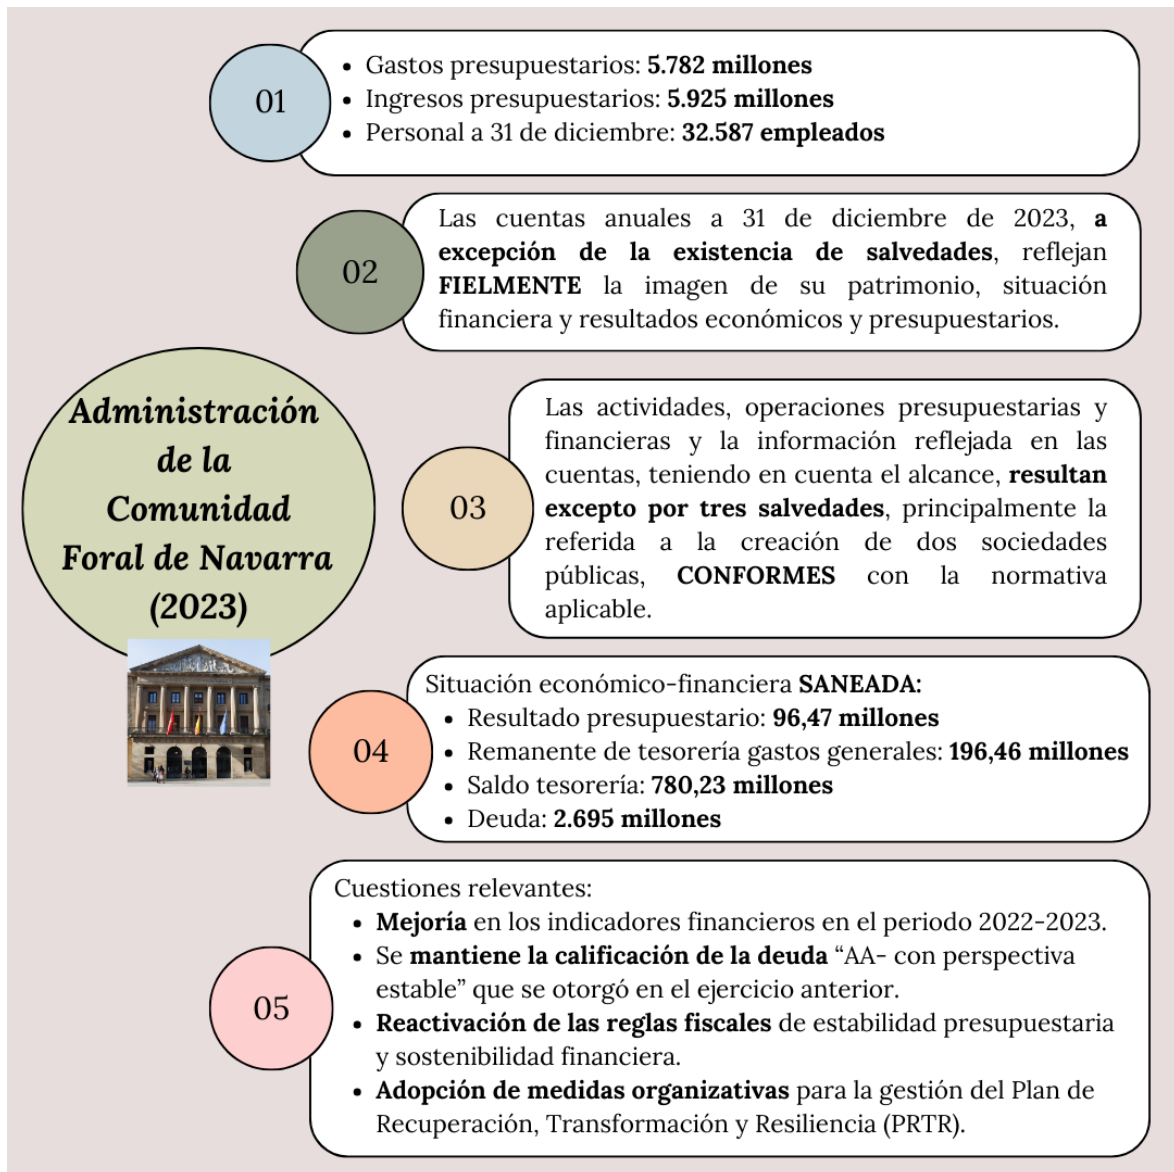 01
• Gastos presupuestarios: 5.782 millones
• Ingresos presupuestarios: 5.925 millones
• Personal a 31 de diciembre: 32.587 empleados
02
Las cuentas anuales a 31 de diciembre de 2023, a
excepción de la existencia de salvedades, reflejan
FIELMENTE la imagen de su patrimonio, situación
financiera y resultados económicos y presupuestarios.
Administración
de la
Comunidad
Foral de Navarra
(2023)
03
Las actividades, operaciones presupuestarias y
financieras y la información reflejada en las
cuentas, teniendo en cuenta el alcance, resultan
excepto por tres salvedades, principalmente la
referida a la creación de dos sociedades
públicas, CONFORMES con la normativa
aplicable.
04
Situación económico-financiera SANEADA:
• Resultado presupuestario: 96,47 millones
• Remanente de tesorería gastos generales: 196,46 millones
• Saldo tesorería: 780,23 millones
• Deuda: 2.695 millones
05
Cuestiones relevantes:
• Mejoría en los indicadores financieros en el periodo 2022-2023.
• Se mantiene la calificación de la deuda “AA- con perspectiva
estable” que se otorgó en el ejercicio anterior.
• Reactivación de las reglas fiscales de estabilidad presupuestaria
y sostenibilidad financiera.
• Adopción de medidas organizativas para la gestión del Plan de
Recuperación, Transformación y Resiliencia (PRTR).